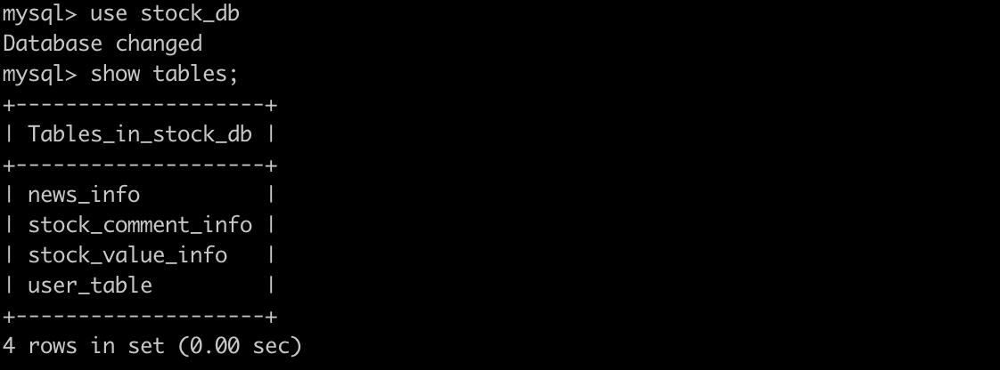 mysql> use stock_db
Database changed
mysql> show tables;
+--------------------+
| Tables_in_stock_db |
+--------------------+
| news_info          |
| stock_comment_info |
| stock_value_info   |
| user_table         |
+--------------------+
4 rows in set (0.00 sec)